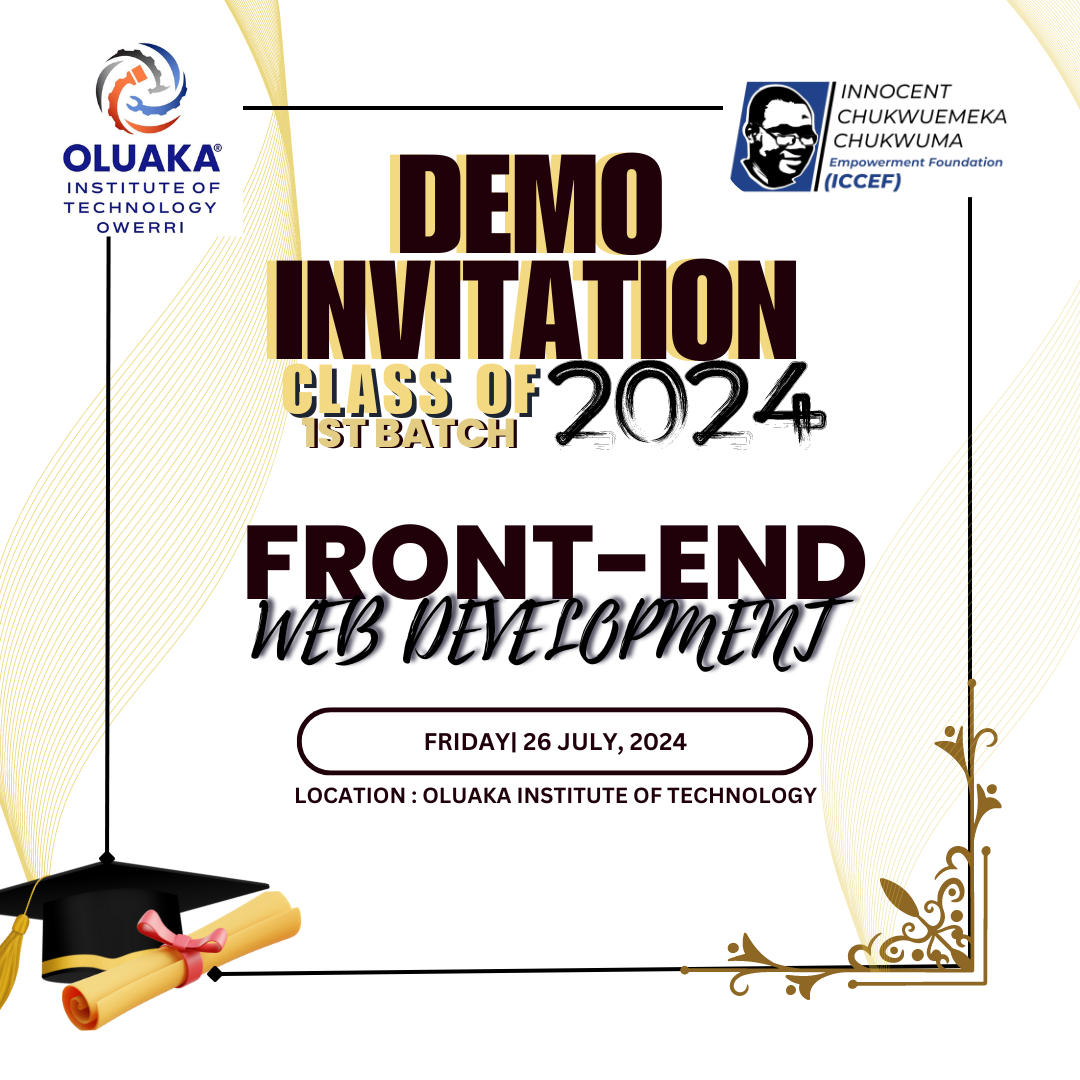 OLUAKA®
INSTITUTE OF
TECHNOLOGY
OWERRI
INNOCENT
CHUKWUEMEKA
CHUKWUMA
Empowerment Foundation
(ICCEF)
DEMO
INVITATION
CLASS OF 2024
1ST BATCH
FRONT-END
WEB DEVELOPMENT
FRIDAY| 26 JULY, 2024
LOCATION : OLUAKA INSTITUTE OF TECHNOLOGY